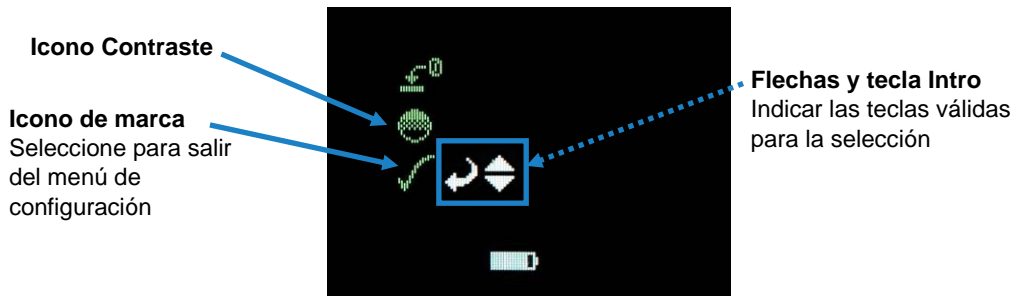 Icono Contraste
0
Icono de marca
Seleccione para salir
del menú de
configuración
Flechas y tecla Intro
Indicar las teclas válidas
para la selección